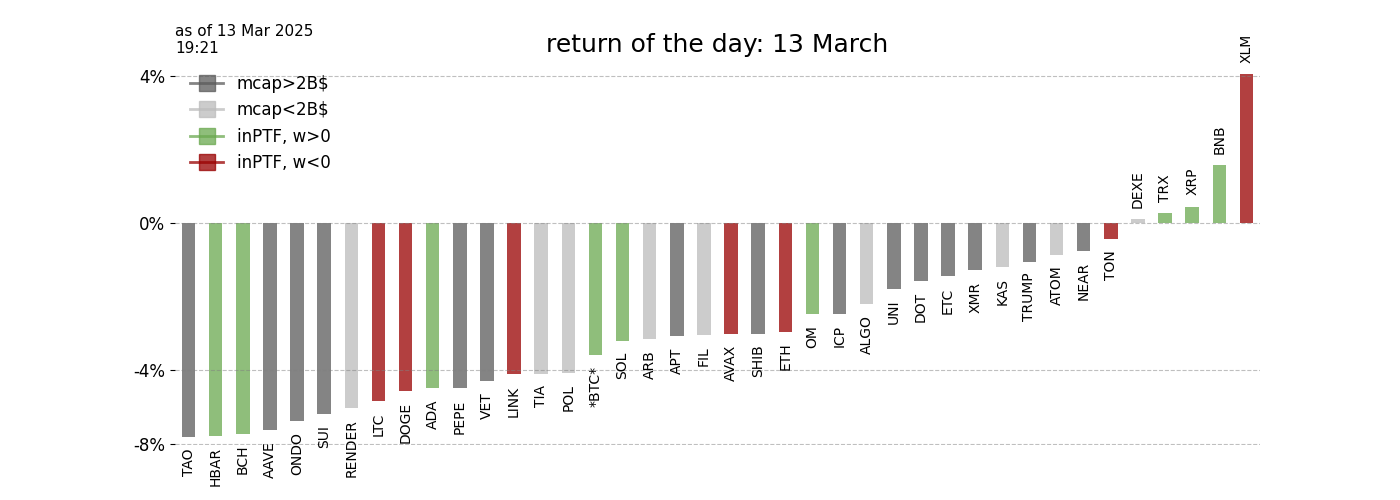 as of 13 Mar 2025
19:21
return of the day: 13 March
4%
0%
-4%
-8%
mcap>2B$
mcap<2B$
inPTF, w>0
inPTF, w<0
TAO
HBAR
BCH
AAVE
ONDO
SUI
RENDER
LTC
DOGE
ADA
PEPE
VET
LINK
TIA
POL
*BTC*
SOL
ARB
APT
FIL
AVAX
SHIB
ETH
OM
ICP
ALGO
UNI
DOT
ETC
XMR
KAS
TRUMP
ATOM
NEAR
TON
DEXE
TRX
XRP
BNB
XLM